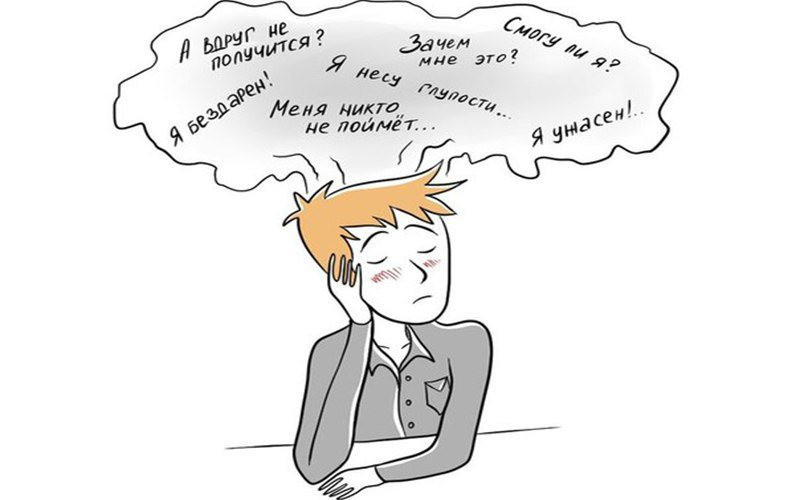 А вдруг не
получится?
Зачем
мне это?
Смогу ли я?
Я несу глупости...
Я бездарен!
Меня никто
не поймёт...
Я ужасен!..